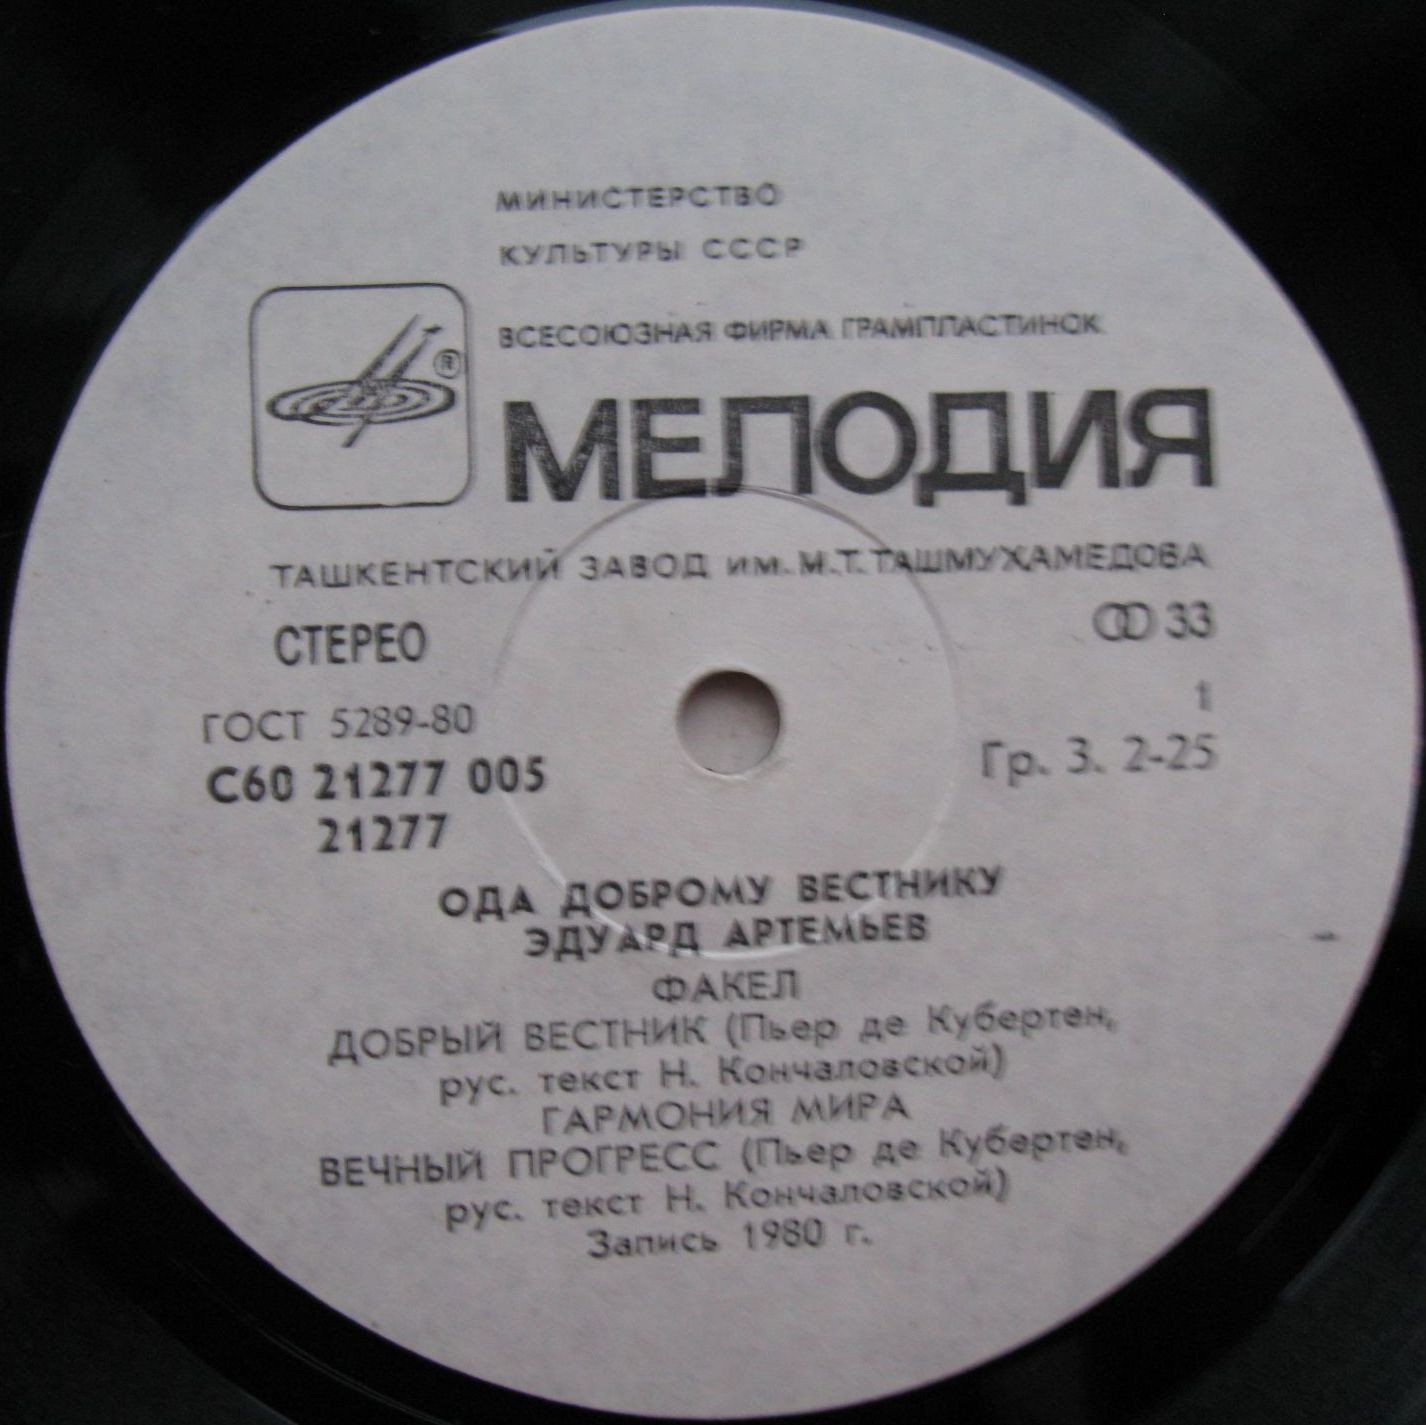 МИНИСТЕРСТВО
КУЛЬТУРЫ СССР
ВСЕСОЮЗНАЯ ФИРМА ГРАМПЛАСТИНОК
®
МЕЛОДИЯ
ТАШКЕНТСКИЙ ЗАВОД ИМ. М.Т.ТАШМУХАМЕДОВА
СТЕРЕО 33
1
ГОСТ 5289-80
Гр. 3. 2-25
С60 21277 005
21277
ОДА ДОБРОМУ ВЕСТНИКУ
ЭДУАРД АРТЕМЬЕВ
ФАКЕЛ
ДОБРЫЙ ВЕСТНИК (Пьер де Кубертен,
рус. текст Н. Кончаловской)
ГАРМОНИЯ МИРА
ВЕЧНЫЙ ПРОГРЕСС (Пьер де Кубертен,
рус. текст Н. Кончаловской)
Запись 1980 г.